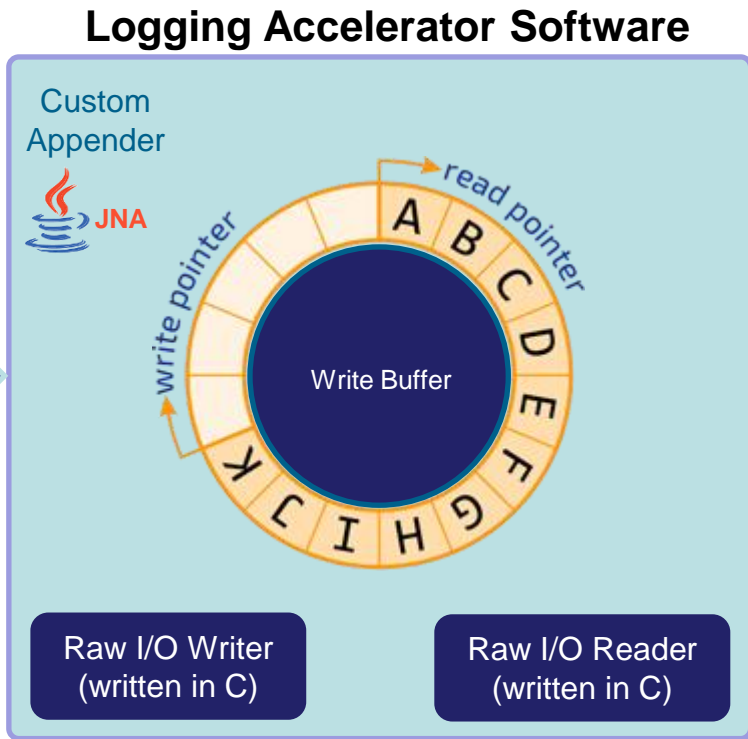 Logging Accelerator Software
Custom
Appender
JNA
read pointer
write pointer
A
B
C
D
E
F
G
H
I
J
K
Write Buffer
Raw I/O Writer
(written in C)
Raw I/O Reader
(written in C)